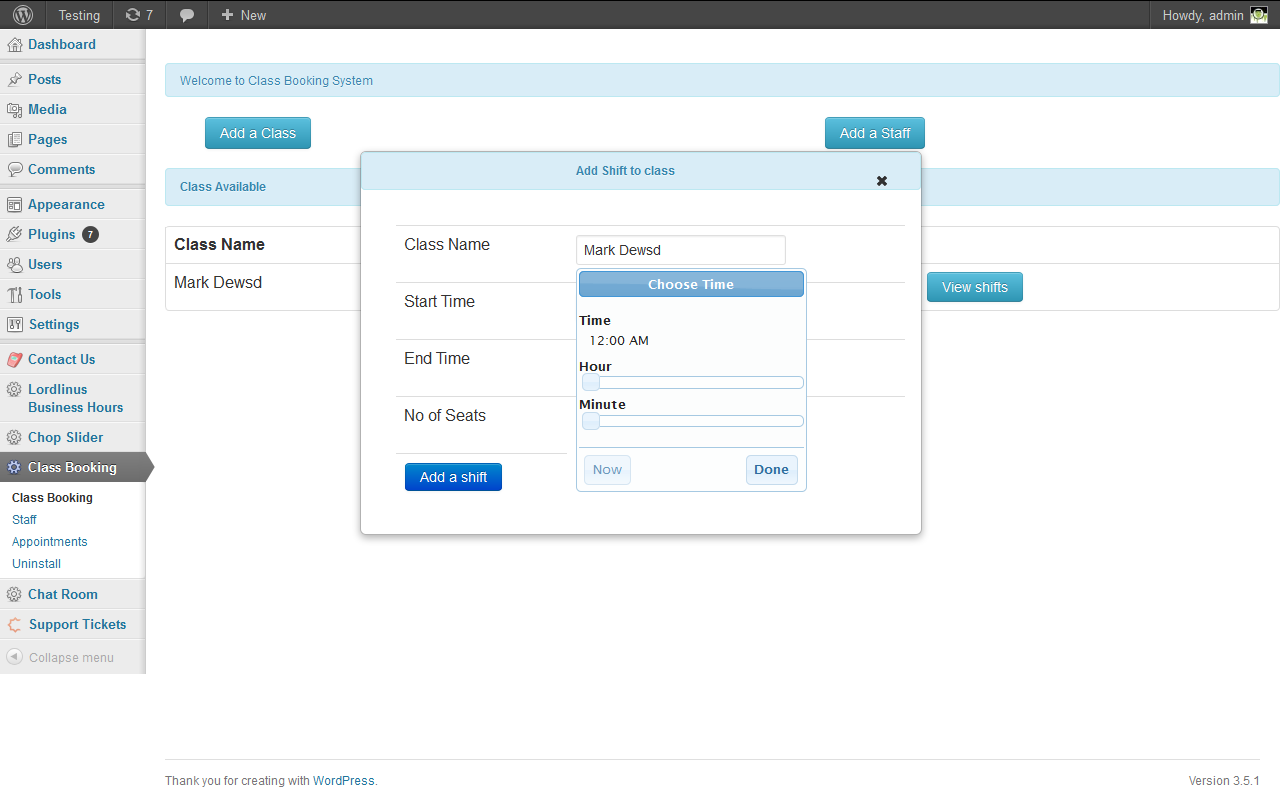 Testing 7 New Howdy, admin
Dashboard
Posts
Media
Pages
Comments
Appearance
Plugins 7
Users
Tools
Settings
Contact Us
Lordlinus
Business Hours
Chop Slider
Class Booking
Class Booking
Staff
Appointments
Uninstall
Chat Room
Support Tickets
Collapse menu
Welcome to Class Booking System
Add a Class Add a Staff
Class Available
Class Name
Mark Dewsd View shifts
Add Shift to class
Class Name Mark Dewsd
Start Time
End Time
No of Seats
Add a shift
Choose Time
Time
12:00 AM
Hour
Minute
Now Done
Thank you for creating with WordPress. Version 3.5.1